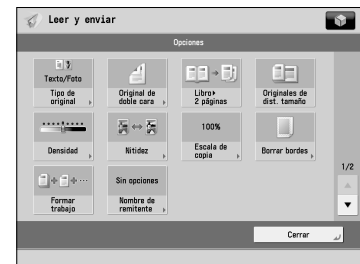 Leer y enviar
Opciones
Texto/Foto
Tipo de
original
Original de
doble cara
Libro▸
2 páginas
Originales de
dist. tamaño
Densidad
Nitidez
100%
Escala de
copia
Borrar bordes
Formar
trabajo
Sin opciones
Nombre de
remitente
1/2
Cerrar